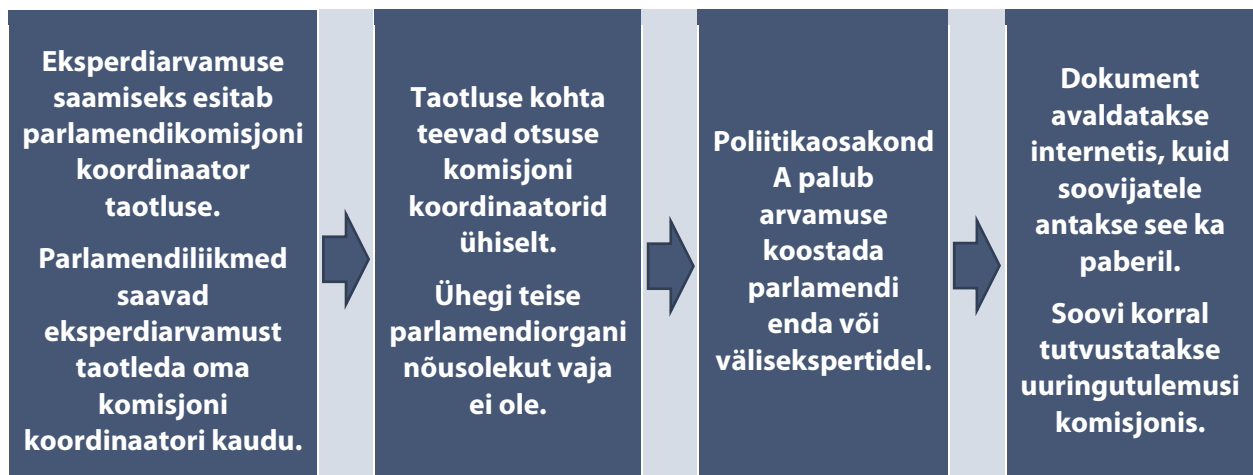 Eksperdiarvamuse
saamiseks esitab
parlamendikomisjoni
koordinaator
taotluse.
Parlamendiliikmed
saavad
eksperdiarvamust
taotleda oma
komisjoni
koordinaatori kaudu.
Taotluse kohta
teevad otsuse
komisjoni
koordinaatorid
ühiselt.
Ühegi teise
parlamendiorgani
nõusolekut vaja
ei ole.
Poliitikaosakond
A palub
arvamuse
koostada
parlamendi
enda või
välisekspertidel.
Dokument
avaldatakse
internetis, kuid
soovijatele
antakse see ka
paberil.
Soovi korral
tutvustatakse
uuringutulemusi
komisjonis.